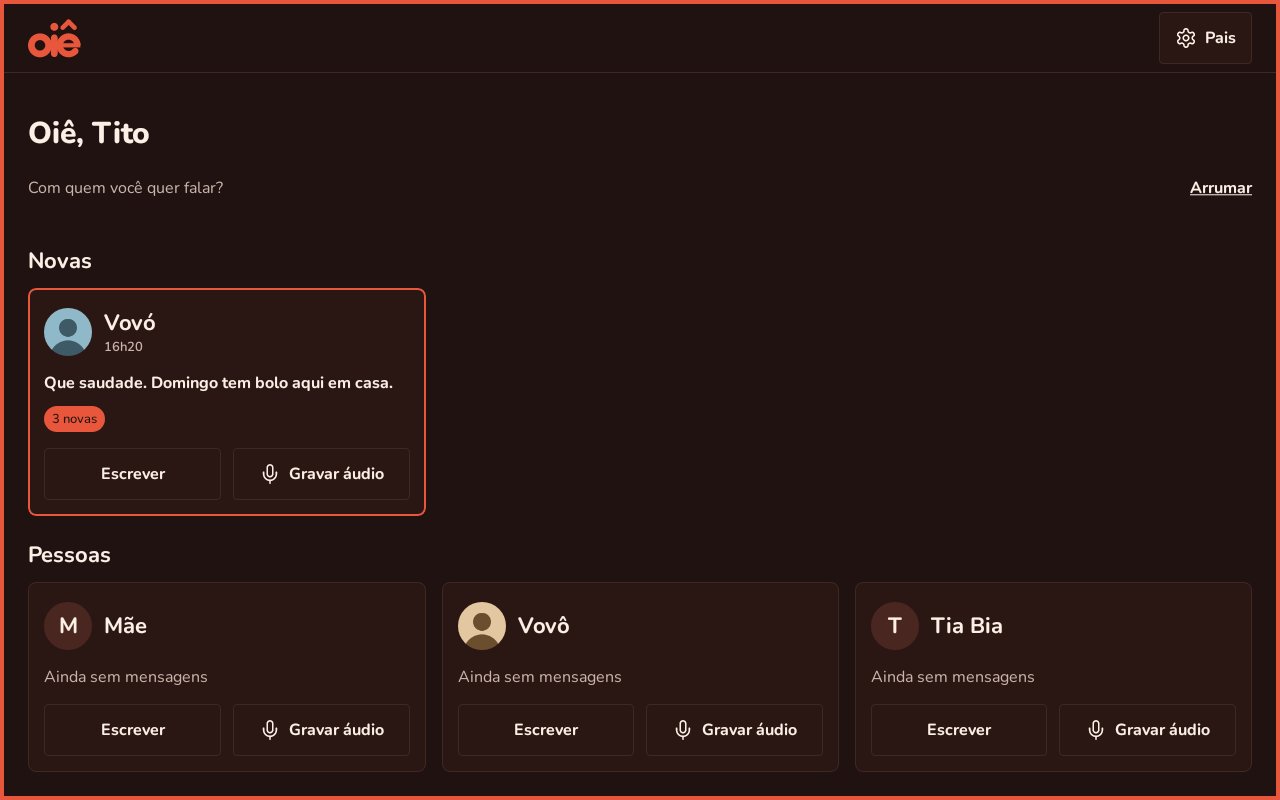 oiê
Pais
Oiê, Tito
Com quem você quer falar?
Arrumar
Novas
Vovó
16h20
Que saudade. Domingo tem bolo aqui em casa.
3 novas
Escrever
Gravar áudio
Pessoas
M
Mãe
Ainda sem mensagens
Escrever
Gravar áudio
Vovô
Ainda sem mensagens
Escrever
Gravar áudio
T
Tia Bia
Ainda sem mensagens
Escrever
Gravar áudio